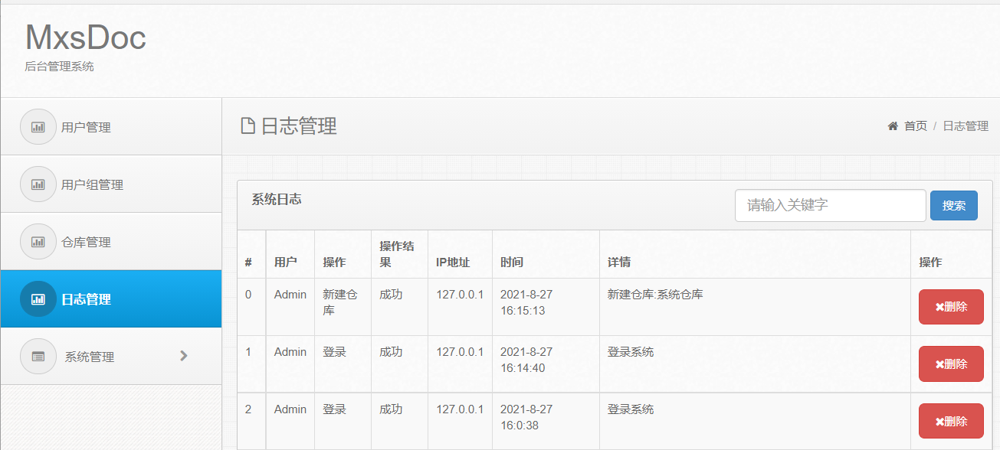 MxsDoc
后台管理系统
用户管理
用户组管理
仓库管理
日志管理
系统管理
日志管理
首页 / 日志管理
系统日志
请输入关键字
搜索
# 用户 操作 操作结果 IP地址 时间 详情 操作
0 Admin 新建仓库 成功 127.0.0.1 2021-8-27 16:15:13 新建仓库:系统仓库 删除
1 Admin 登录 成功 127.0.0.1 2021-8-27 16:14:40 登录系统 删除
2 Admin 登录 成功 127.0.0.1 2021-8-27 16:0:38 登录系统 删除